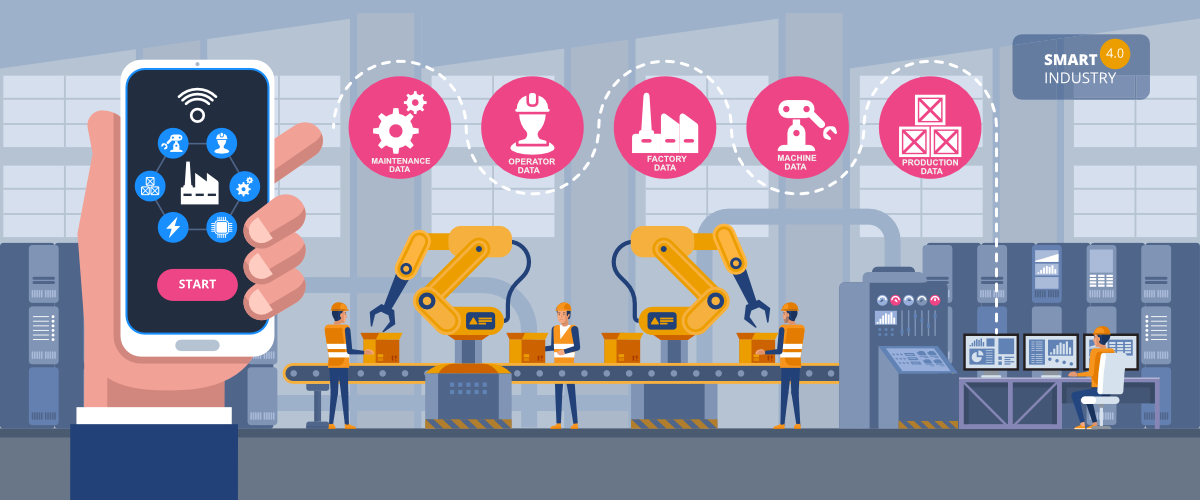 SMART 4.0
INDUSTRY
MAINTENANCE
DATA
OPERATOR
DATA
FACTORY
DATA
MACHINE
DATA
PRODUCTION
DATA
START